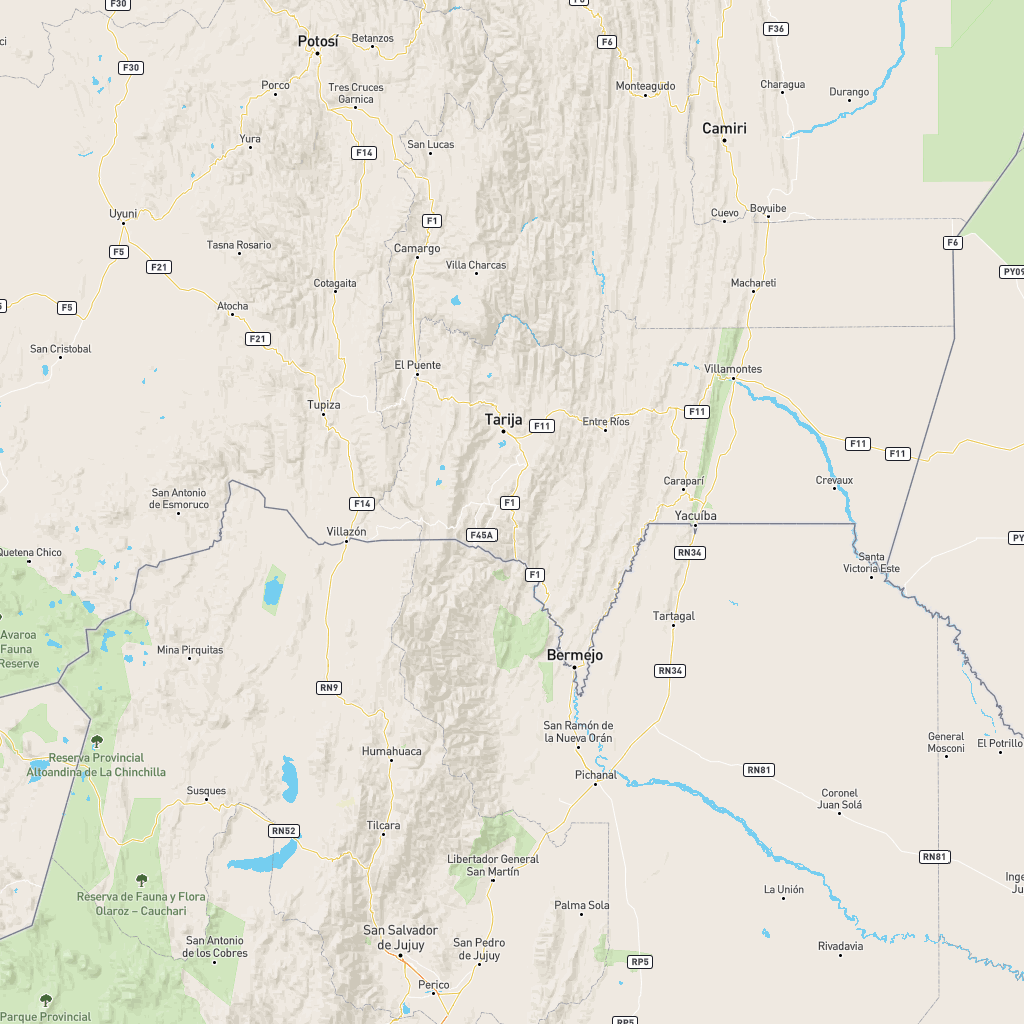 F30
F6
F36
Potosí
Betanzos
F6
F30
ci
Porco
Tres Cruces
Garnica
Monteagudo
Charagua
Durango
Camiri
Yura
F14
San Lucas
Uyuni
F1
Cuevo
Boyuibe
F5
F21
Tasna Rosario
Camargo
Villa Charcas
F6
PY09
Cotagaita
Machareti
5
F5
Atocha
F21
San Cristobal
El Puente
Villamontes
Tupiza
Tarija
F11
Entre Ríos
F11
F11
F11
San Antonio
de Esmoruco
F14
F1
Caraparí
Crevaux
Villazón
F45A
Yacuíba
PY
Quetena Chico
RN34
Santa
Victoria Este
F1
Avaroa
Fauna
Reserve
Mina Pirquitas
Tartagal
Bermejo
RN34
RN9
Reserva Provincial
Altoandina de La Chinchilla
Humahuaca
San Ramón de
la Nueva Orán
General
Mosconi
El Potrillo
Pichanal
RN81
Susques
Coronel
Juan Solá
RN52
Tilcara
RN81
Libertador General
San Martín
Inge
Ju
Reserva de Fauna y Flora
Olaroz – Cauchari
La Unión
Palma Sola
San Antonio
de los Cobres
San Salvador
de Jujuy
San Pedro
de Jujuy
Rivadavia
RP5
Perico
Parque Provincial
RP5